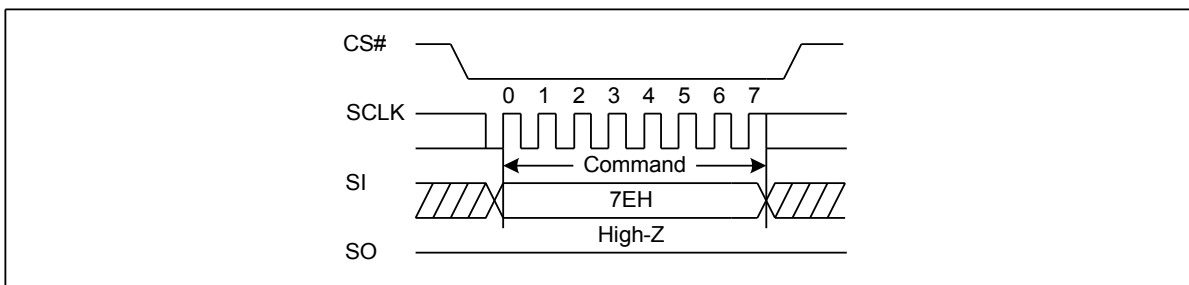 CS#
0 1 2 3 4 5 6 7
SCLK
Command
SI
7EH
High-Z
SO